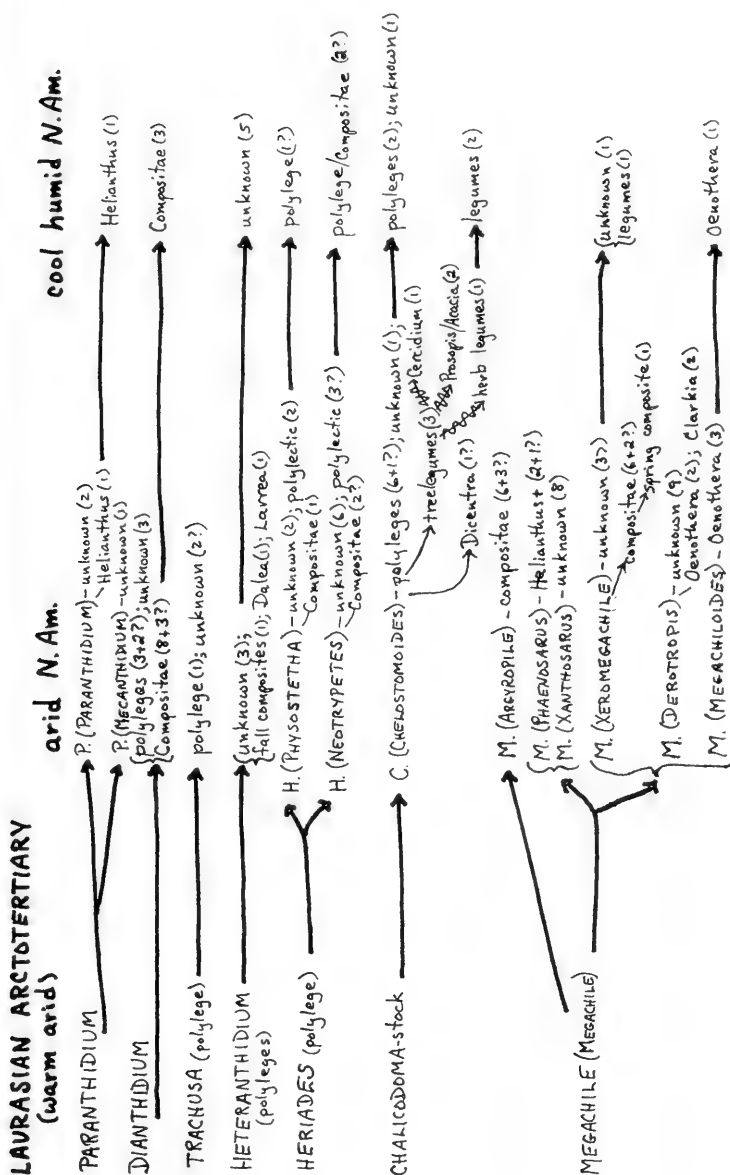 LAURASIAN ARCTOTERTIARY
(warm arid)
arid N.Am.
cool humid N.Am.
PARANTHIDIUM
P. (PARANTHIDIUM) - unknown (2)
Helianthus (1)
Helianthus (1)
P. (MECANTHIDIUM) - unknown (1)
DIANTHIDIUM
{polyleges (3+2?); unknown (3)
{Compositae (8+3?)
Compositae (3)
TRACHUSA (polylege)
polylege (1); unknown (2?)
HETERANTHIDIUM
(polyleges)
{unknown (3);
{fall composites (1); Dalea (1); Larrea (1)
unknown (5)
HERIADES (polylege)
H. (PHYSOSTETHA) - unknown (2); polylectic (2)
Compositae (1)
polylege (1?)
H. (NEOTRYPETES) - unknown (6); polylectic (3?)
Compositae (2?)
polylege/Compositae (2?)
CHALICODOMA-stock
C. (CHELOSTOMOIDES) - polyleges (6+1?); unknown (1);
polyleges (2); unknown (1)
tree legumes (3)
Cercidium (1)
Prosopis/Acacia (2)
herb legumes (1)
legumes (2)
Dicentra (1?)
MEGACHILE (MEGACHILE)
M. (ARGYROPILE) - compositae (6+3?)
{M. (PHAENOSARUS) - Helianthus+ (2+1?)
{M. (XANTHOSARUS) - unknown (8)
{M. (XEROMEGACHILE) - unknown (37)
{unknown (1)
{legumes (1)
compositae (6+2?)
spring composite (1)
M. (DEROTROPIS) - unknown (9)
Oenothera (2); Clarkia (2)
M. (MEGACHILOIDES) - Oenothera (3)
Oenothera (1)